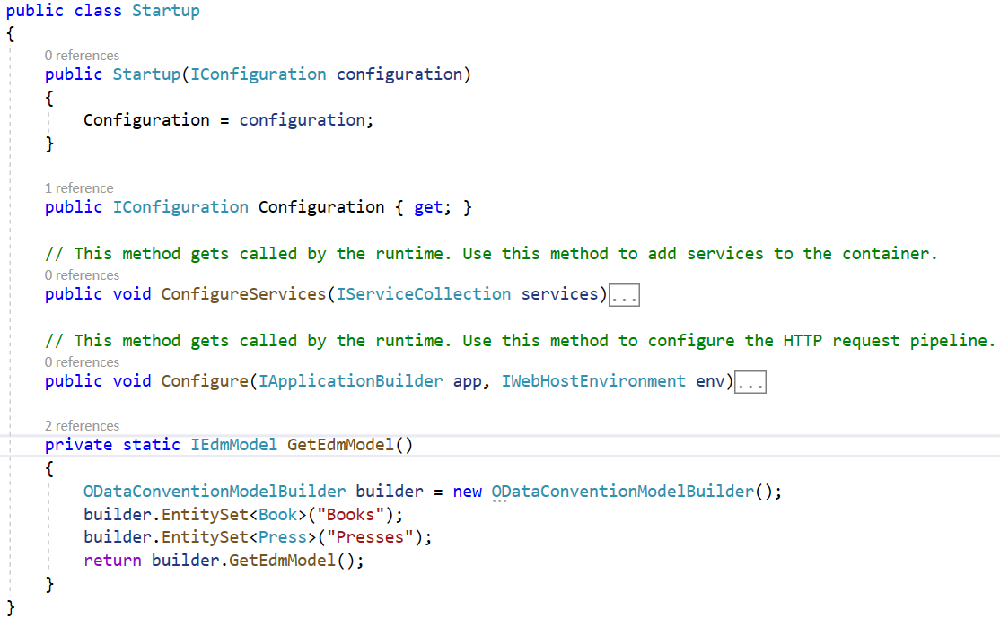 public class Startup
{
0 references
public Startup(IConfiguration configuration)
{
Configuration = configuration;
}
1 reference
public IConfiguration Configuration { get; }
// This method gets called by the runtime. Use this method to add services to the container.
0 references
public void ConfigureServices(IServiceCollection services)...
// This method gets called by the runtime. Use this method to configure the HTTP request pipeline.
0 references
public void Configure(IApplicationBuilder app, IWebHostEnvironment env)...
2 references
private static IEdmModel GetEdmModel()
{
ODataConventionModelBuilder builder = new ODataConventionModelBuilder();
builder.EntitySet<Book>("Books");
builder.EntitySet<Press>("Presses");
return builder.GetEdmModel();
}
}